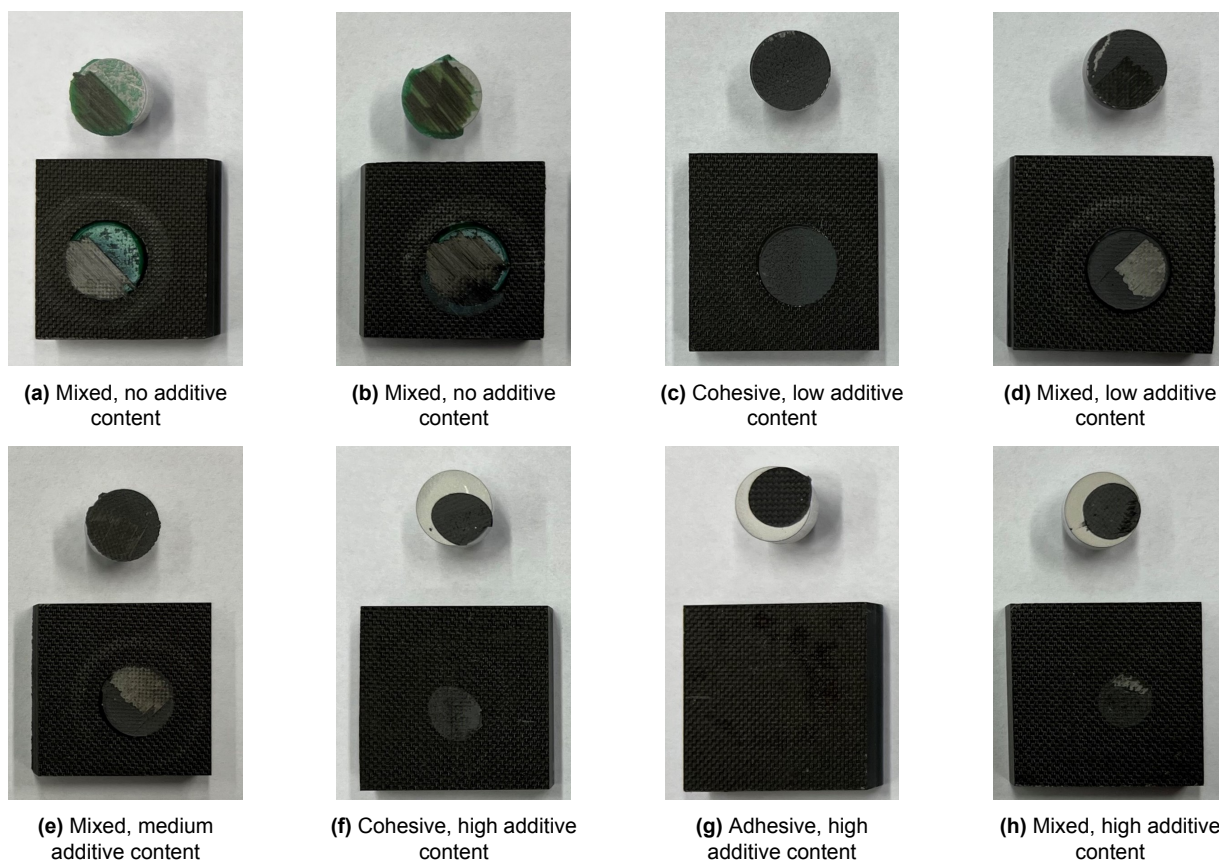 (a) Mixed, no additive
content
(b) Mixed, no additive
content
(c) Cohesive, low additive
content
(d) Mixed, low additive
content
(e) Mixed, medium
additive content
(f) Cohesive, high additive
content
(g) Adhesive, high
additive content
(h) Mixed, high additive
content